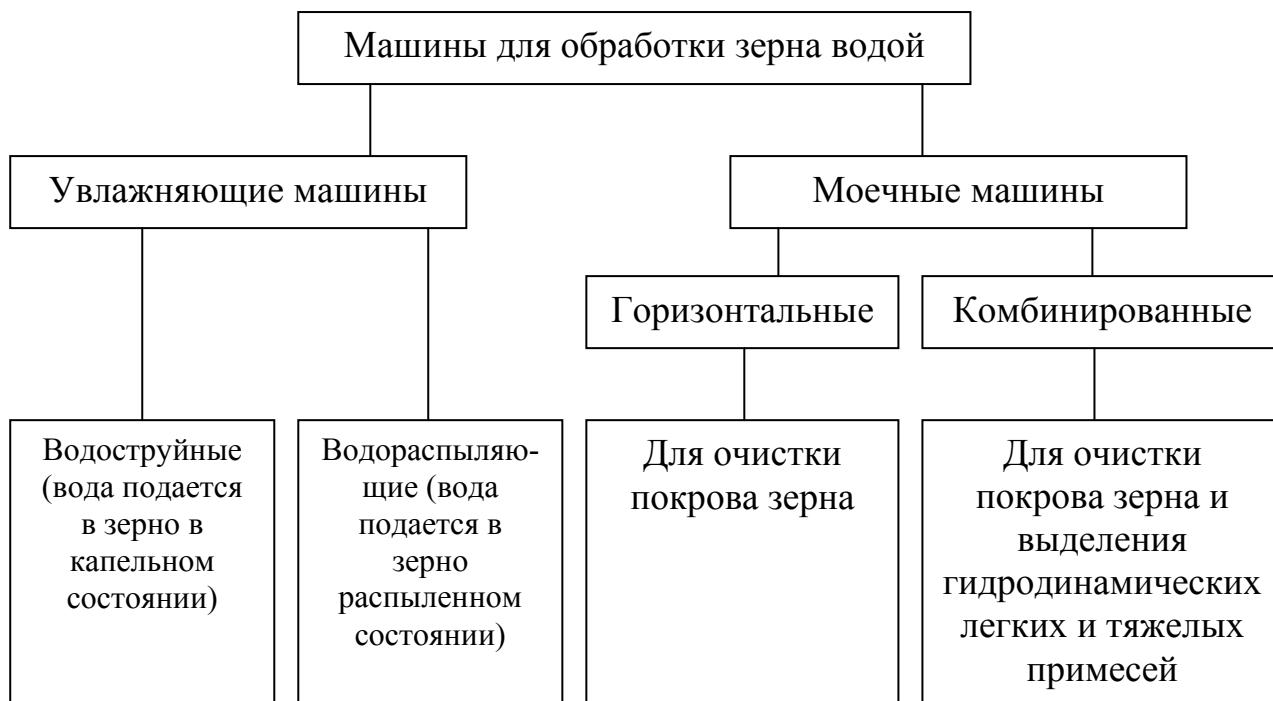 Машины для обработки зерна водой
Увлажняющие машины
Моечные машины
Горизонтальные
Комбинированные
Водоструйные
(вода подается
в зерно в
капельном
состоянии)
Водораспыляю-
щие (вода
подается в
зерно
распыленном
состоянии)
Для очистки
покрова зерна
Для очистки
покрова зерна и
выделения
гидродинамических
легких и тяжелых
примесей